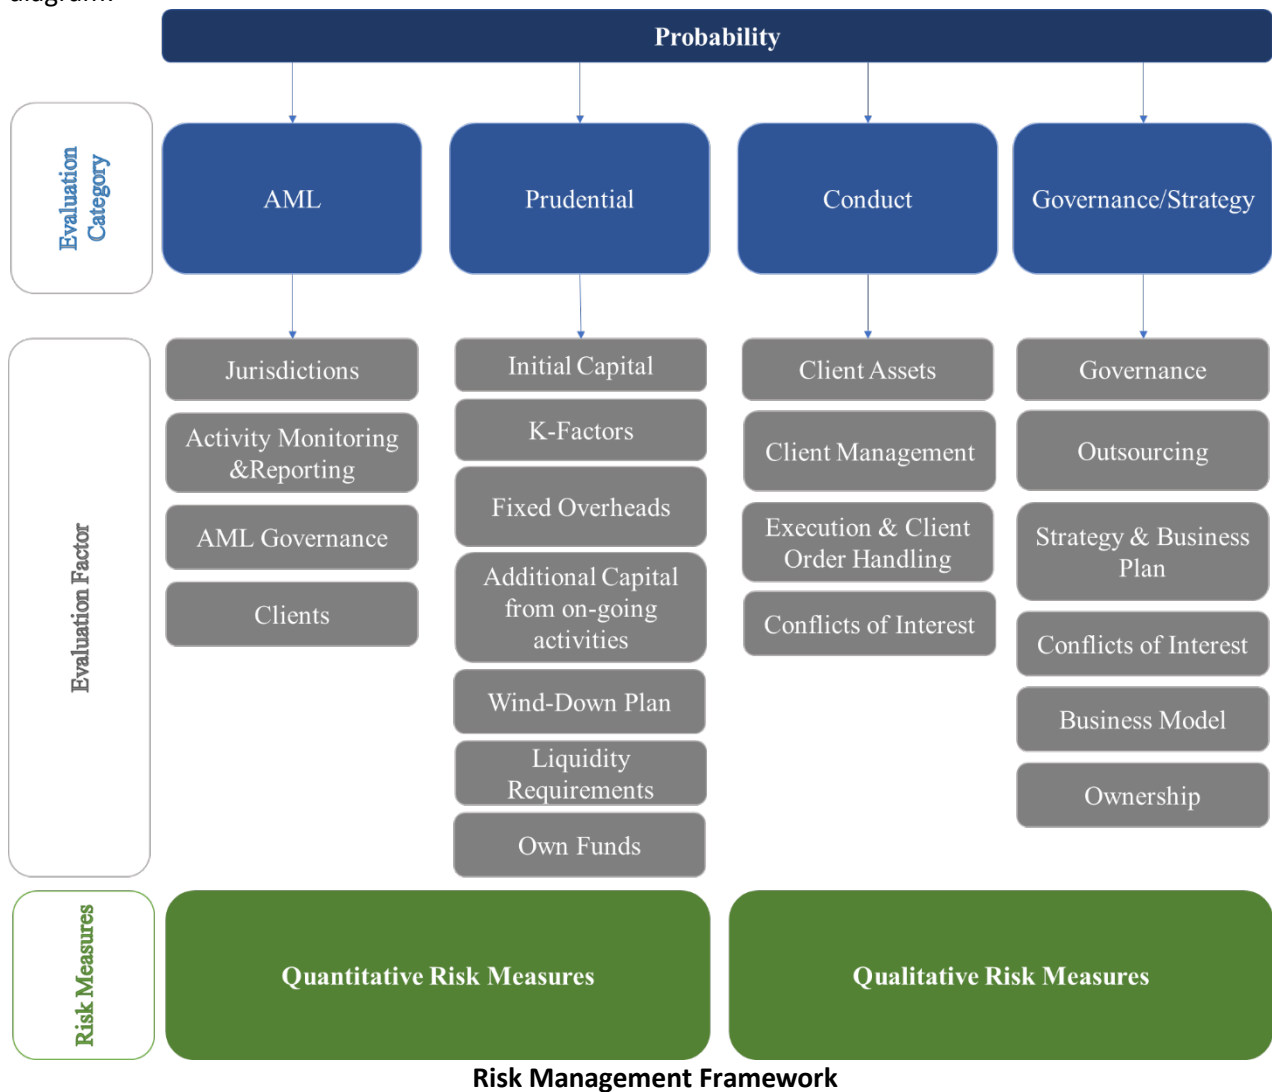 diagram.
Probability
Evaluation
Category
AML
Prudential
Conduct
Governance/Strategy
Evaluation Factor
Jurisdictions
Activity Monitoring
&Reporting
AML Governance
Clients
Initial Capital
K-Factors
Fixed Overheads
Additional Capital
from on-going
activities
Wind-Down Plan
Liquidity
Requirements
Own Funds
Client Assets
Client Management
Execution & Client
Order Handling
Conflicts of Interest
Governance
Outsourcing
Strategy & Business
Plan
Conflicts of Interest
Business Model
Ownership
Risk Measures
Quantitative Risk Measures
Qualitative Risk Measures
Risk Management Framework